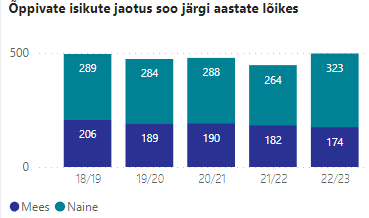 Õppivate isikute jaotus soo järgi aastate lõikes
500
289 284 288 264 323
206 189 190 182 174
0
18/19 19/20 20/21 21/22 22/23
Mees Naine